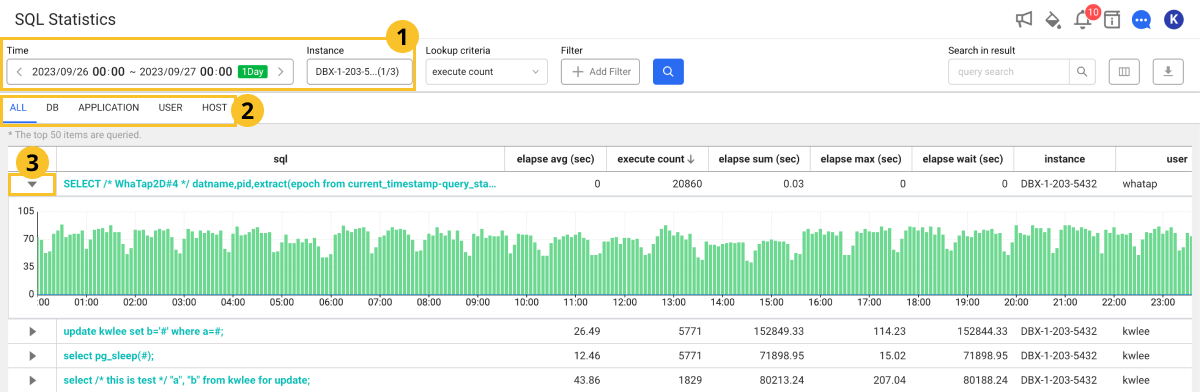 SQL Statistics
10
K
1
Time
Instance
Lookup criteria
Filter
Search in result
2023/09/26 00:00 ~ 2023/09/27 00:00 1Day
DBX-1-203-5...(1/3)
execute count
Add Filter
query search
ALL DB APPLICATION USER HOST
2
* The top 50 items are queried.
3
sql elapse avg (sec) execute count elapse sum (sec) elapse max (sec) elapse wait (sec) instance user
SELECT /* WhaTap2D#4 */ datname,pid,extract(epoch from current_timestamp-query_sta... 0 20860 0.03 0 0 DBX-1-203-5432 whatap
105
70
35
0
:00 01:00 02:00 03:00 04:00 05:00 06:00 07:00 08:00 09:00 10:00 11:00 12:00 13:00 14:00 15:00 16:00 17:00 18:00 19:00 20:00 21:00 22:00 23:00
update kwlee set b='#' where a=#; 26.49 5771 152849.33 114.23 152844.33 DBX-1-203-5432 kwlee
select pg_sleep(#); 12.46 5771 71898.95 15.02 71898.95 DBX-1-203-5432 kwlee
select /* this is test */ "a", "b" from kwlee for update; 43.86 1829 80213.24 207.04 80188.24 DBX-1-203-5432 kwlee